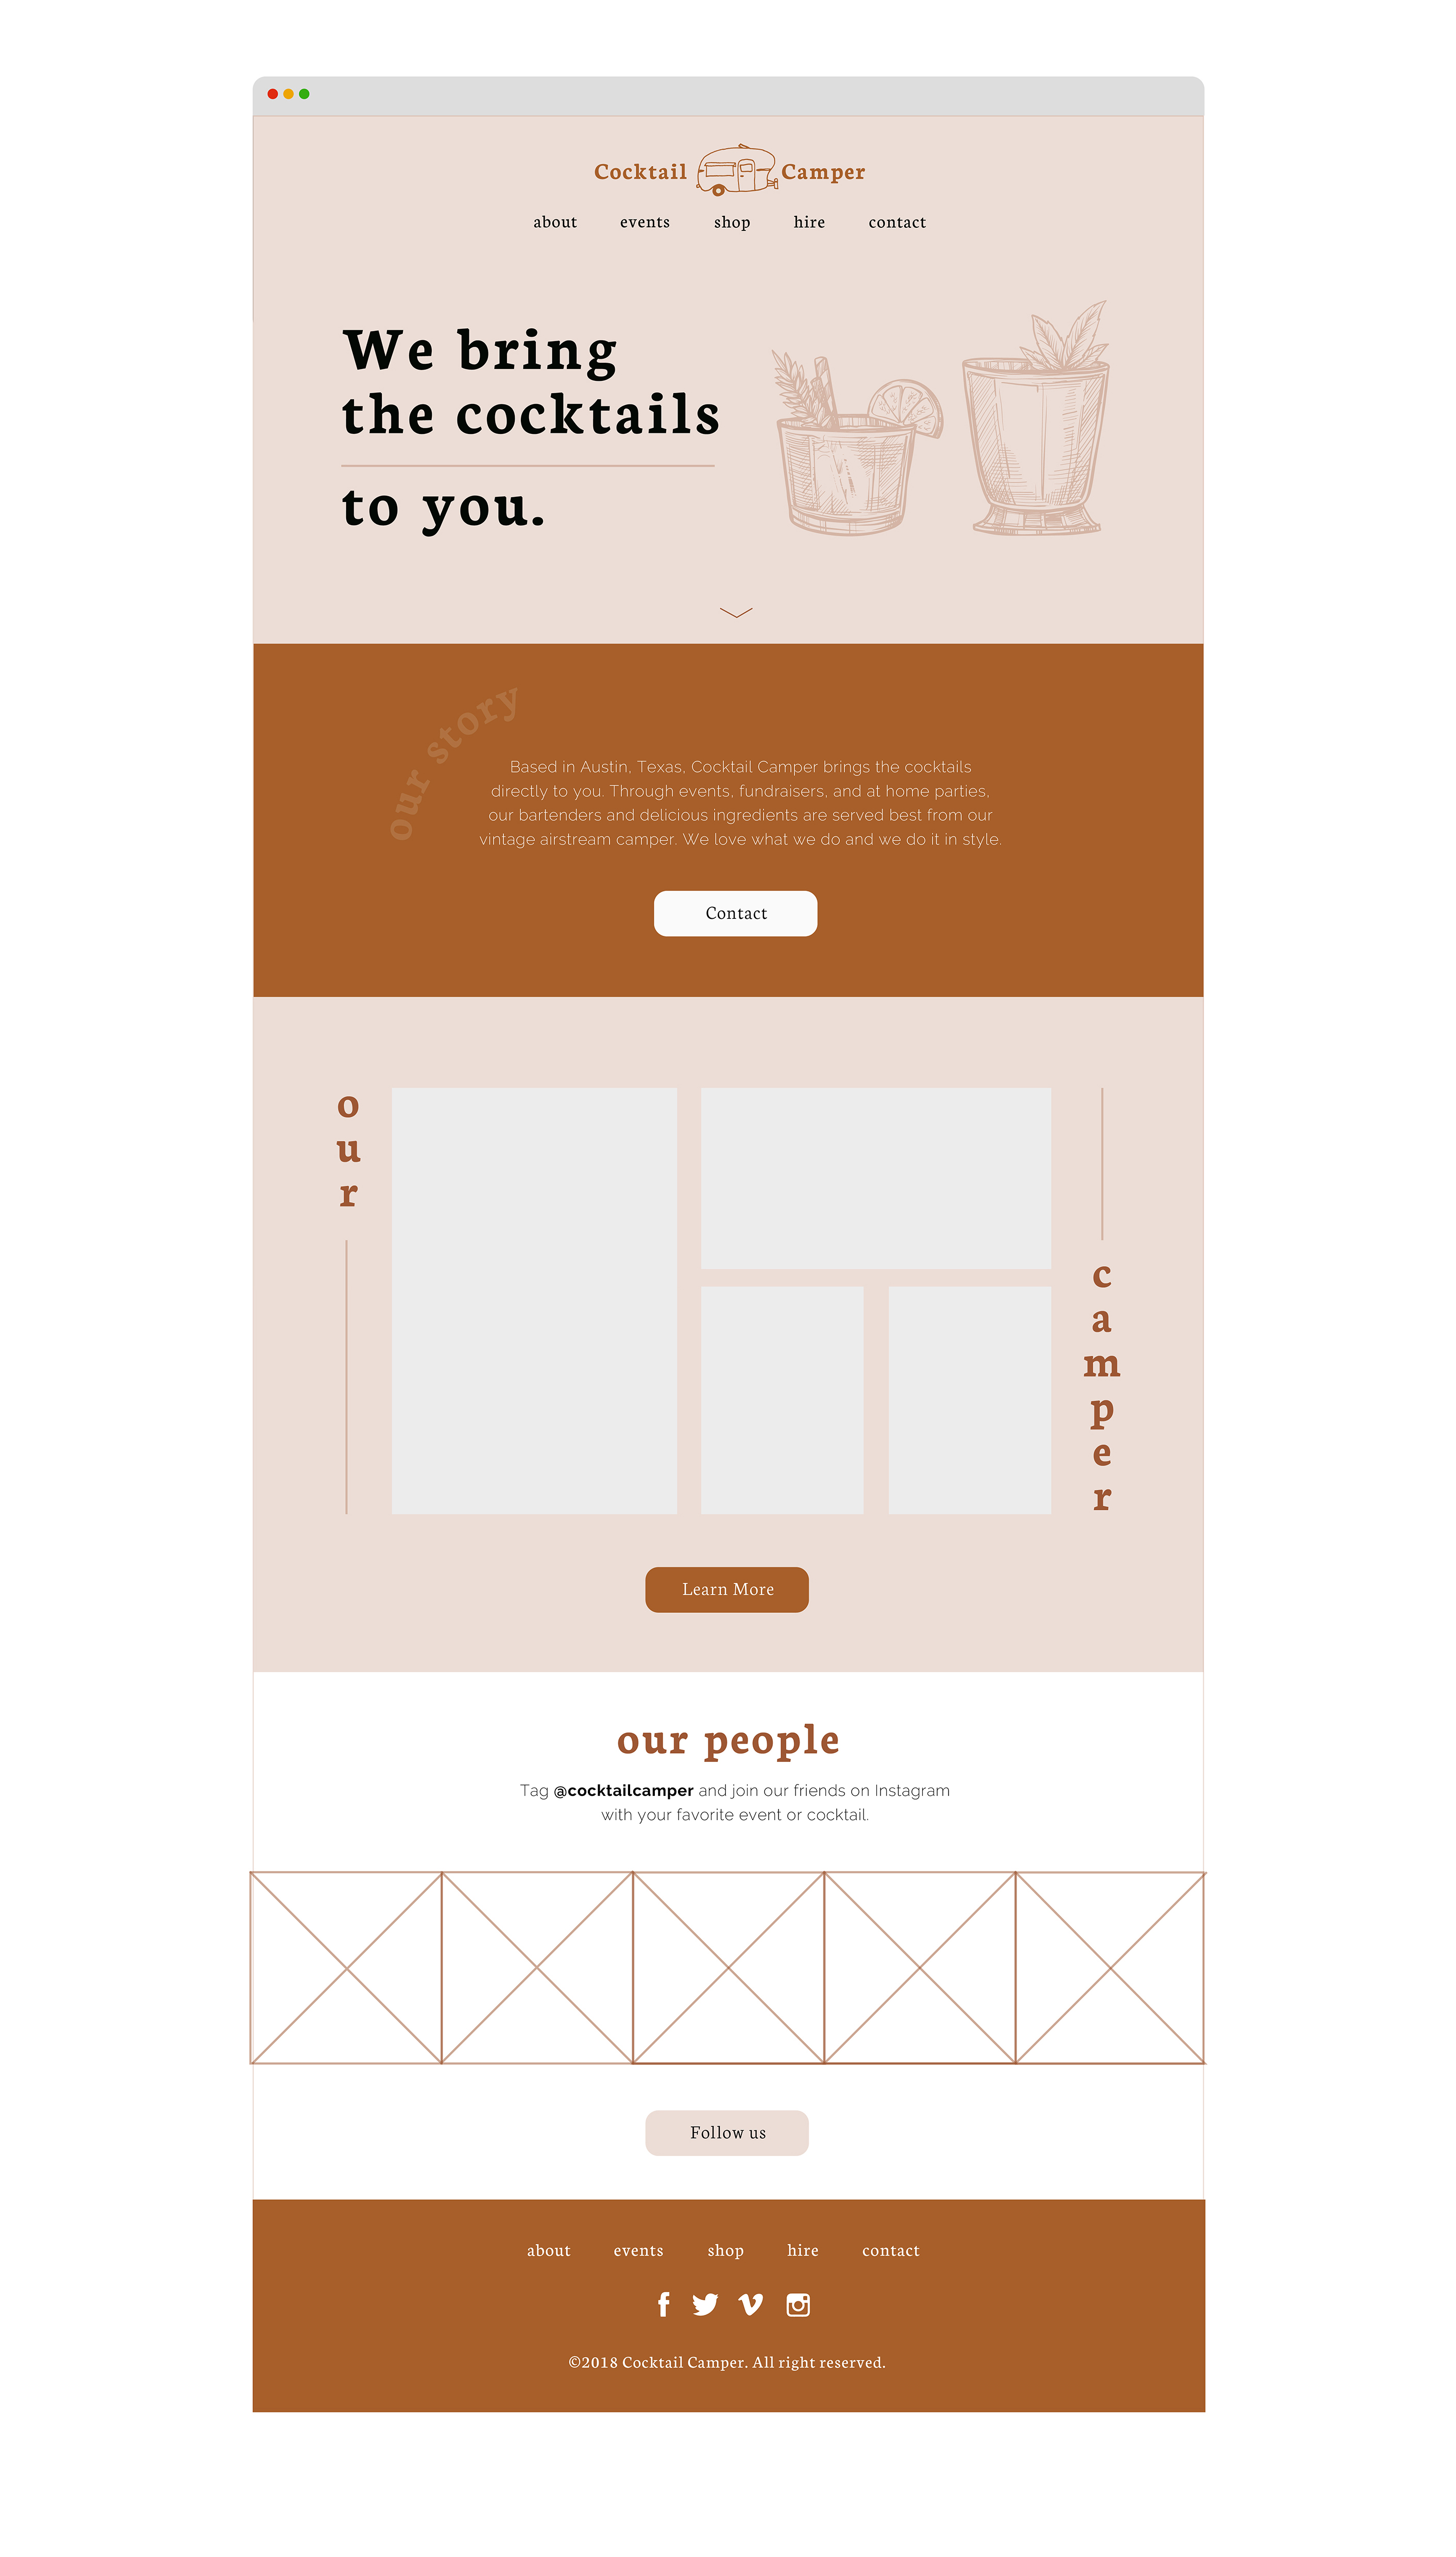 Cocktail Camper
about events shop hire contact
We bring
the cocktails
to you.
our story
Based in Austin, Texas, Cocktail Camper brings the cocktails
directly to you. Through events, fundraisers, and at home parties,
our bartenders and delicious ingredients are served best from our
vintage airstream camper. We love what we do and we do it in style.
Contact
our
camper
Learn More
our people
Tag @cocktailcamper and join our friends on Instagram
with your favorite event or cocktail.
Follow us
about events shop hire contact
©2018 Cocktail Camper. All right reserved.